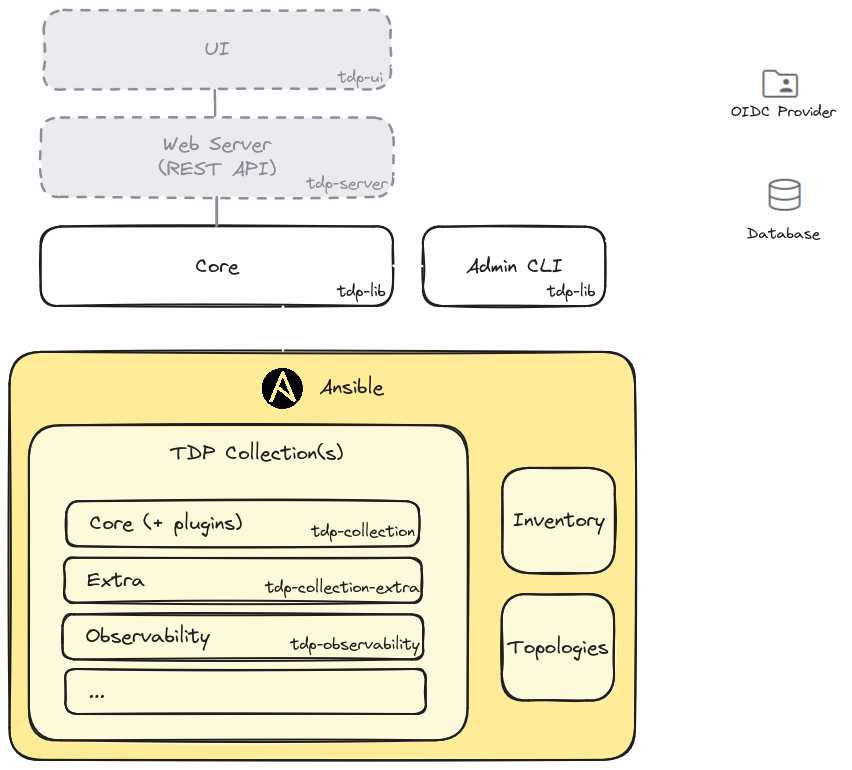 UI
tdp-ui
Web Server
(REST API)
tdp-server
Core
tdp-lib
Admin CLI
tdp-lib
OIDC Provider
Database
Ansible
TDP Collection(s)
Core (+ plugins)
tdp-collection
Extra
tdp-collection-extra
Observability
tdp-observability
...
Inventory
Topologies